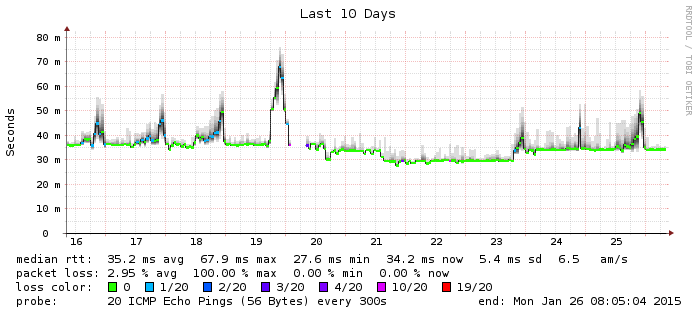 Last 10 Days
RRDTOOL / TOBI OETIKER
Seconds
80 m
70 m
60 m
50 m
40 m
30 m
20 m
10 m
0
16 17 18 19 20 21 22 23 24 25
median rtt: 35.2 ms avg 67.9 ms max 27.6 ms min 34.2 ms now 5.4 ms sd 6.5 am/s
packet loss: 2.95 % avg 100.00 % max 0.00 % min 0.00 % now
loss color: 0 1/20 2/20 3/20 4/20 10/20 19/20
probe: 20 ICMP Echo Pings (56 Bytes) every 300s end: Mon Jan 26 08:05:04 2015